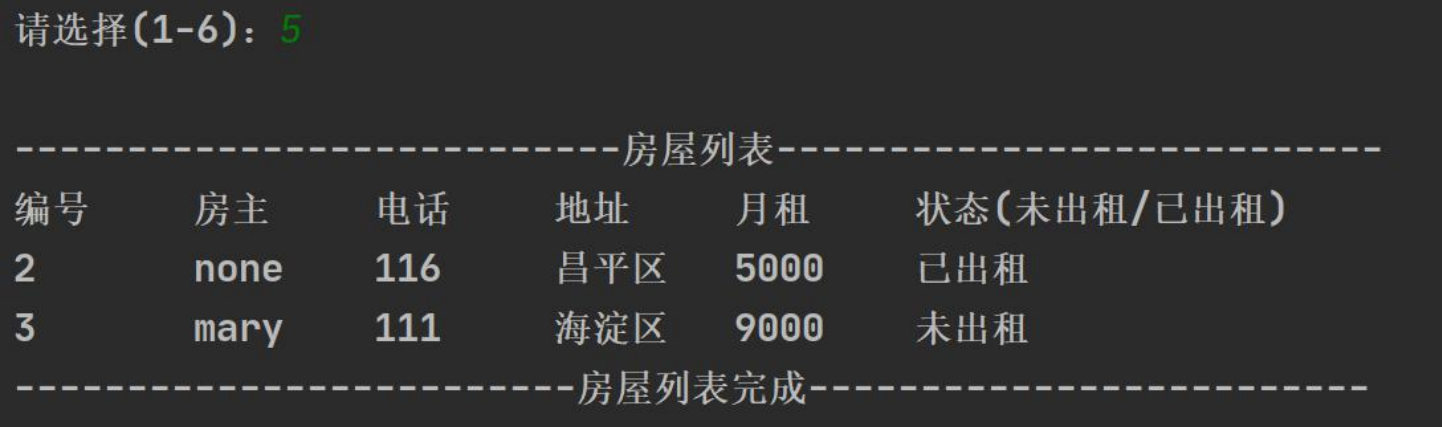 请选择(1-6)：5
---------------------------房屋列表---------------------------
编号 房主 电话 地址 月租 状态(未出租/已出租)
2 none 116 昌平区 5000 已出租
3 mary 111 海淀区 9000 未出租
-------------------------房屋列表完成-------------------------